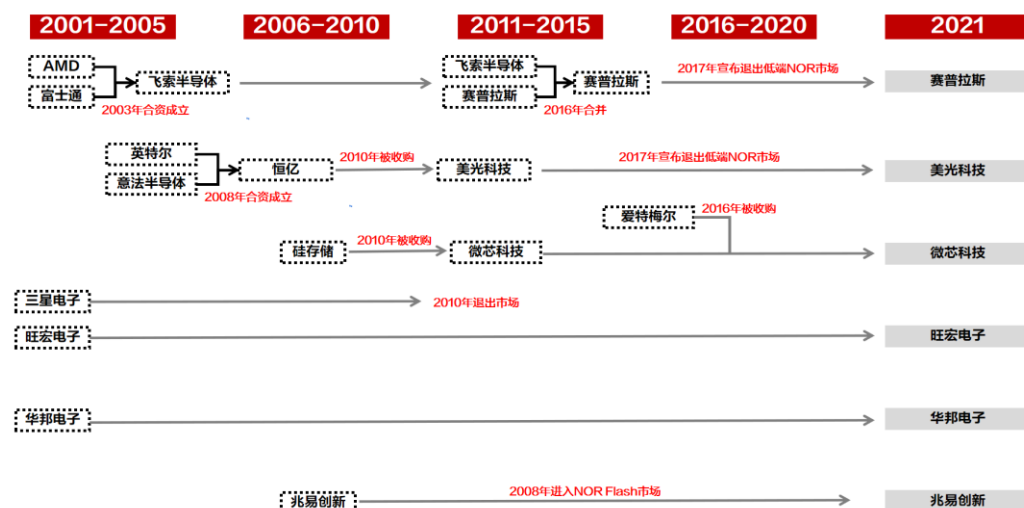 2001-2005
2006-2010
2011-2015
2016-2020
2021
AMD
富士通
飞索半导体
2003年合资成立
飞索半导体
赛普拉斯
赛普拉斯
2016年合并
2017年宣布退出低端NOR市场
赛普拉斯
英特尔
意法半导体
恒亿
2008年合资成立
2010年被收购
美光科技
2017年宣布退出低端NOR市场
美光科技
爱特梅尔
2016年被收购
硅存储
2010年被收购
微芯科技
微芯科技
三星电子
2010年退出市场
旺宏电子
旺宏电子
华邦电子
华邦电子
兆易创新
2008年进入NOR Flash市场
兆易创新